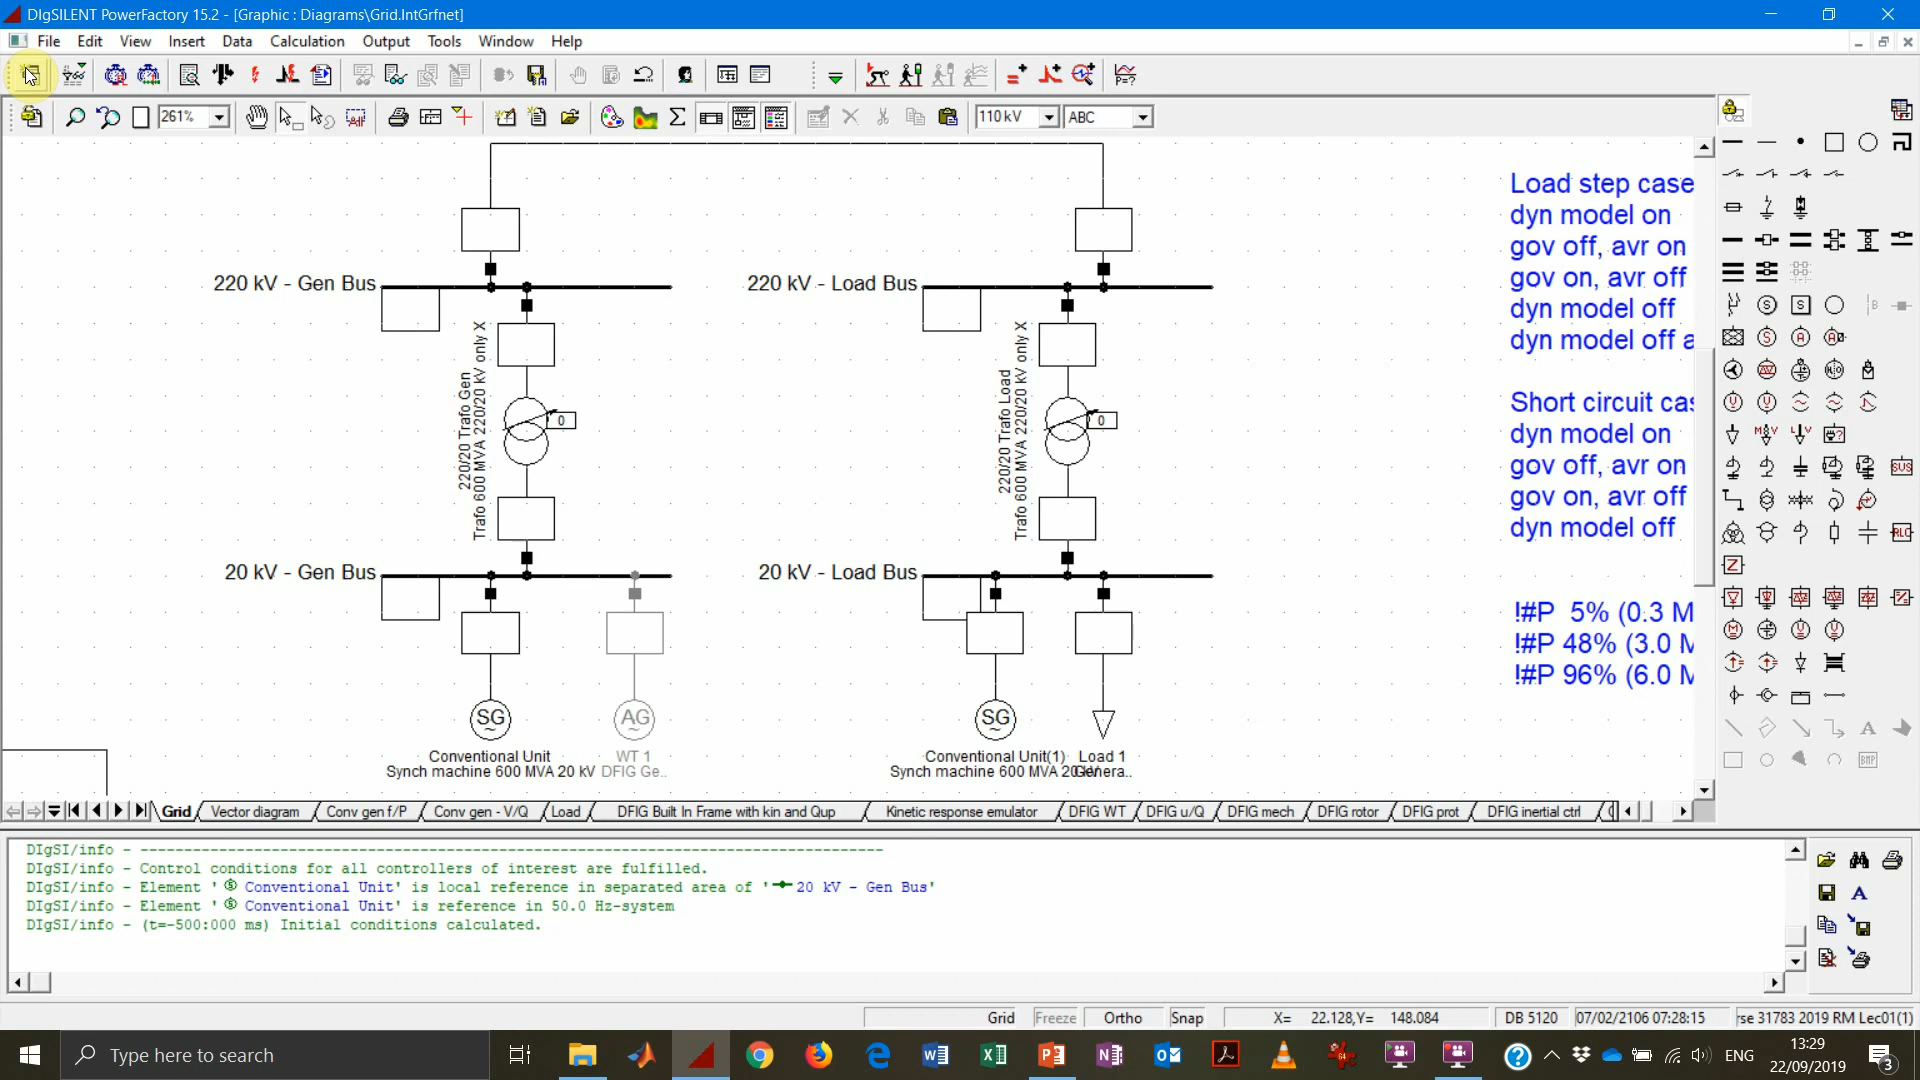 DIgSILENT PowerFactory 15.2 - [Graphic : Diagrams\Grid.IntGrfnet]
File Edit View Insert Data Calculation Output Tools Window Help
261% 110 kV ABC
220 kV - Gen Bus
220 kV - Load Bus
220/20 Trafo Gen
Trafo 600 MVA 220/20 kV only X
0
220/20 Trafo Load
Trafo 600 MVA 220/20 kV only X
0
20 kV - Gen Bus
20 kV - Load Bus
SG
AG
SG
Conventional Unit
Synch machine 600 MVA 20 kV
WT 1
DFIG Ge..
Conventional Unit(1)
Synch machine 600 MVA 20 kV
Load 1
Genera..
Load step case
dyn model on
gov off, avr on
gov on, avr off
dyn model off
dyn model off a
Short circuit cas
dyn model on
gov off, avr on
gov on, avr off
dyn model off
!#P 5% (0.3 M
!#P 48% (3.0 M
!#P 96% (6.0 M
Grid Vector diagram Conv gen f/P Conv gen - V/Q Load DFIG Built In Frame with kin and Qup Kinetic response emulator DFIG WT DFIG u/Q DFIG mech DFIG rotor DFIG prot DFIG inertial ctrl
DIgSI/info - --------------------------------------------------------------------------------
DIgSI/info - Control conditions for all controllers of interest are fulfilled.
DIgSI/info - Element ' Conventional Unit' is local reference in separated area of ' 20 kV - Gen Bus'
DIgSI/info - Element ' Conventional Unit' is reference in 50.0 Hz-system
DIgSI/info - (t=-500:000 ms) Initial conditions calculated.
Grid Freeze Ortho Snap X= 22.128,Y= 148.084 DB 5120 07/02/2106 07:28:15 rse 31783 2019 RM Lec01(1)
Type here to search
ENG
13:29
22/09/2019
3